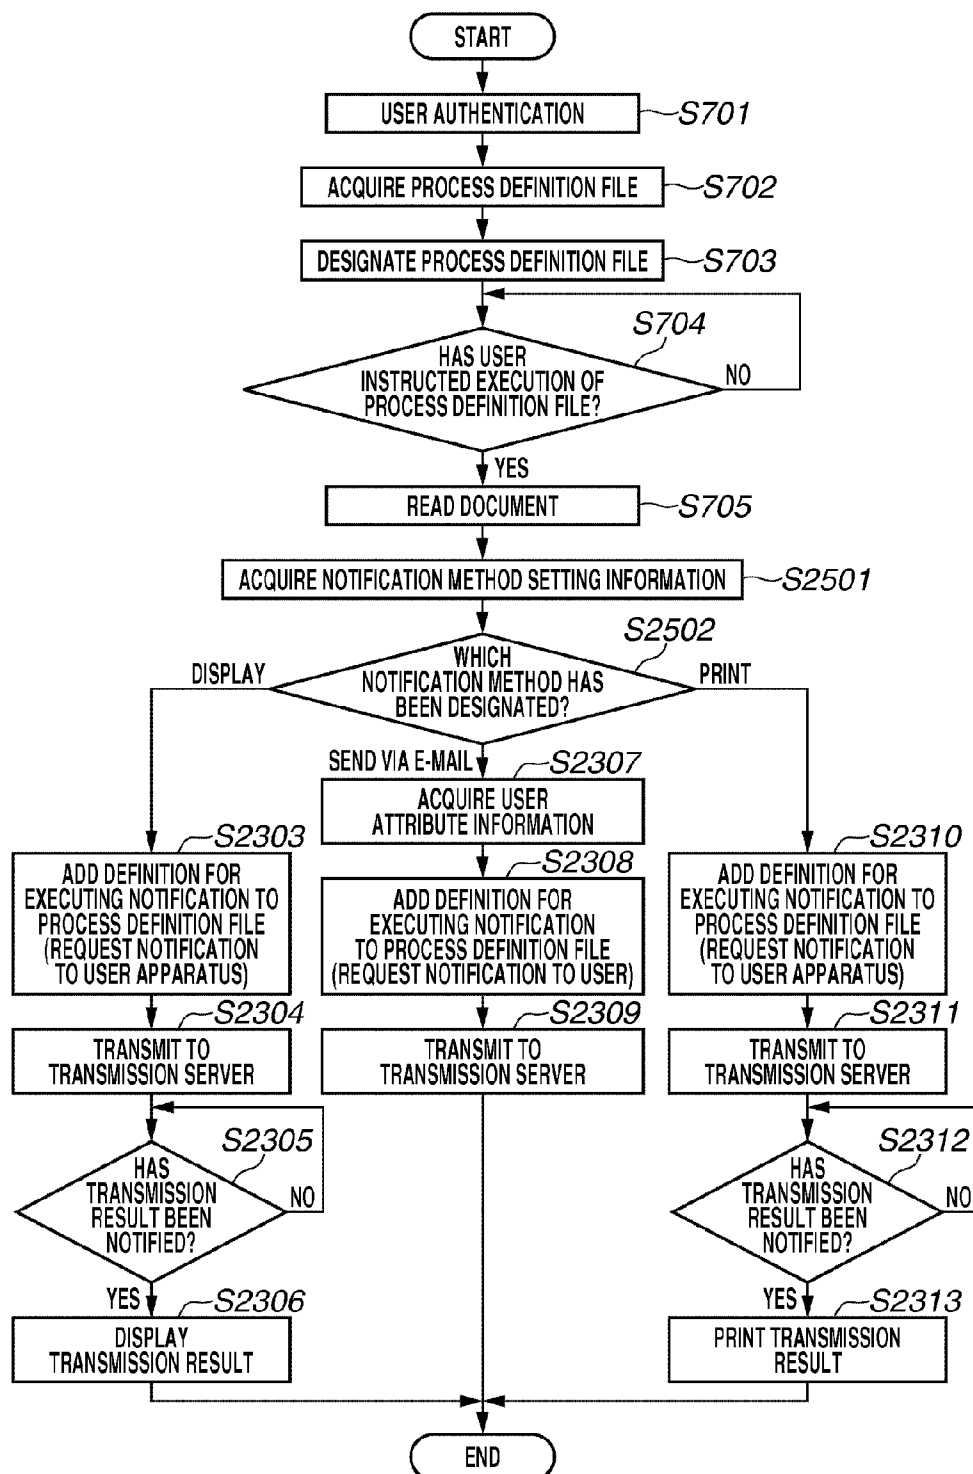 START
USER AUTHENTICATION
S701
ACQUIRE PROCESS DEFINITION FILE
S702
DESIGNATE PROCESS DEFINITION FILE
S703
S704
HAS USER
INSTRUCTED EXECUTION OF
PROCESS DEFINITION FILE?
NO
YES
READ DOCUMENT
S705
ACQUIRE NOTIFICATION METHOD SETTING INFORMATION
S2501
S2502
WHICH
NOTIFICATION METHOD HAS
BEEN DESIGNATED?
DISPLAY
PRINT
SEND VIA E-MAIL
S2307
ACQUIRE USER
ATTRIBUTE INFORMATION
S2303
ADD DEFINITION FOR
EXECUTING NOTIFICATION TO
PROCESS DEFINITION FILE
(REQUEST NOTIFICATION
TO USER APPARATUS)
S2308
ADD DEFINITION FOR
EXECUTING NOTIFICATION
TO PROCESS DEFINITION FILE
(REQUEST NOTIFICATION TO USER)
S2310
ADD DEFINITION FOR
EXECUTING NOTIFICATION TO
PROCESS DEFINITION FILE
(REQUEST NOTIFICATION
TO USER APPARATUS)
S2304
TRANSMIT TO
TRANSMISSION SERVER
S2309
TRANSMIT TO
TRANSMISSION SERVER
S2311
TRANSMIT TO
TRANSMISSION SERVER
S2305
HAS
TRANSMISSION
RESULT BEEN
NOTIFIED?
NO
YES
S2312
HAS
TRANSMISSION
RESULT BEEN
NOTIFIED?
NO
YES
S2306
DISPLAY
TRANSMISSION RESULT
S2313
PRINT TRANSMISSION
RESULT
END